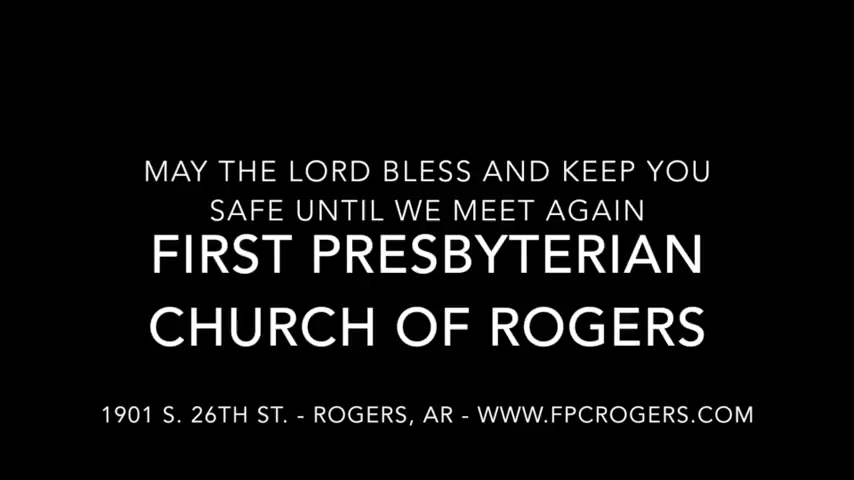 MAY THE LORD BLESS AND KEEP YOU
SAFE UNTIL WE MEET AGAIN
FIRST PRESBYTERIAN
CHURCH OF ROGERS
1901 S. 26TH ST. - ROGERS, AR - WWW.FPCROGERS.COM